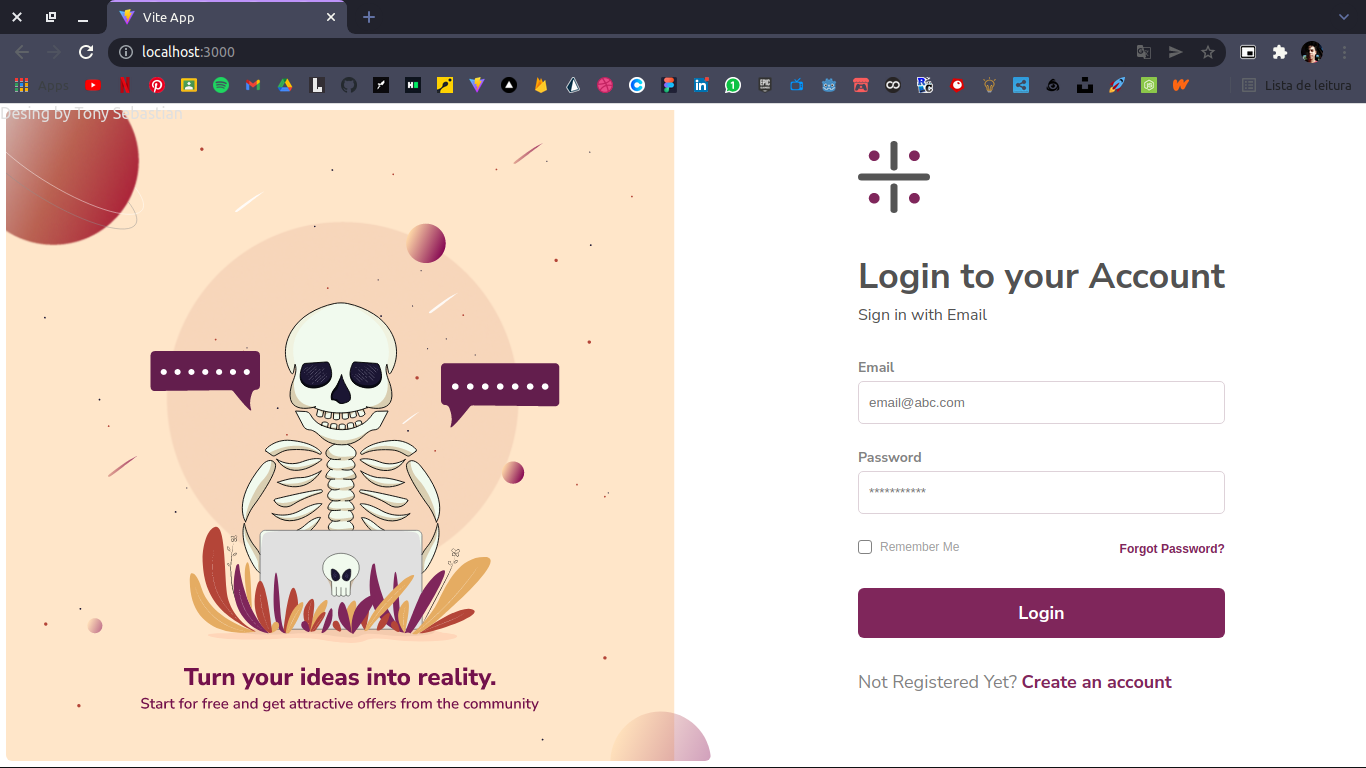 Vite App
localhost:3000
Apps
Lista de leitura
Desing by Tony Sebastian
Turn your ideas into reality.
Start for free and get attractive offers from the community
Login to your Account
Sign in with Email
Email
email@abc.com
Password
***********
Remember Me
Forgot Password?
Login
Not Registered Yet? Create an account